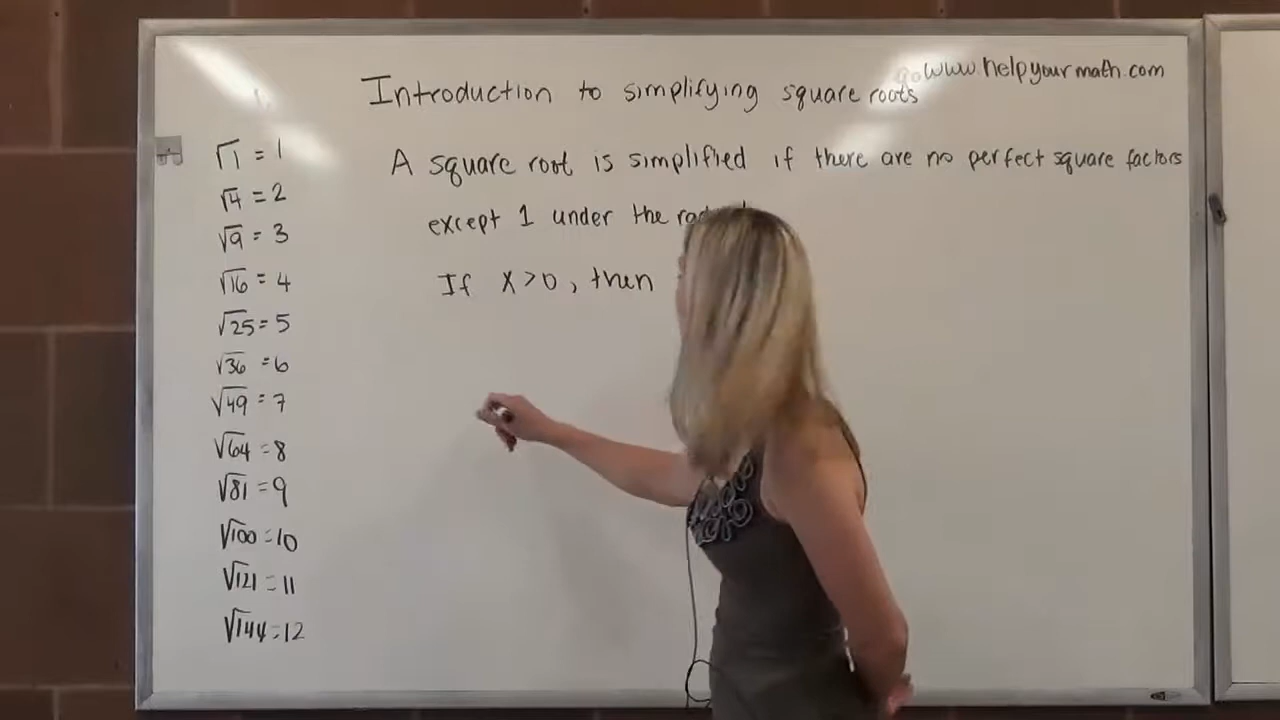 www.helpyourmath.com
Introduction to simplifying square roots
A square root is simplified if there are no perfect square factors
except 1 under the
If x > 0, then
√1 = 1
√4 = 2
√9 = 3
√16 = 4
√25 = 5
√36 = 6
√49 = 7
√64 = 8
√81 = 9
√100 = 10
√121 = 11
√144 = 12